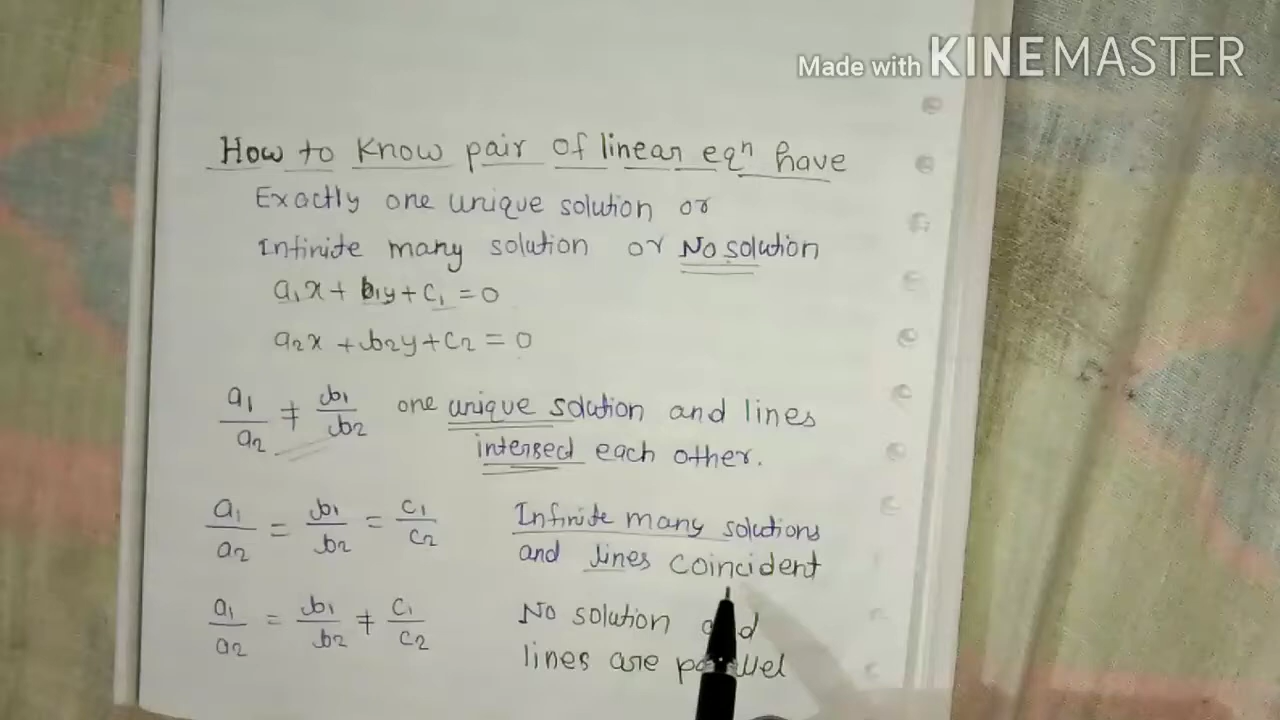 Made with KINEMASTER
How to know pair of linear eqⁿ have
Exactly one unique solution or
Infinite many solution or No solution
a₁x + b₁y + c₁ = 0
a₂x + b₂y + c₂ = 0
a₁/a₂ ≠ b₁/b₂ one unique solution and lines
intersed each other.
a₁/a₂ = b₁/b₂ = c₁/c₂ Infinite many solutions
and lines coincident
a₁/a₂ = b₁/b₂ ≠ c₁/c₂ No solution and
lines are parallel